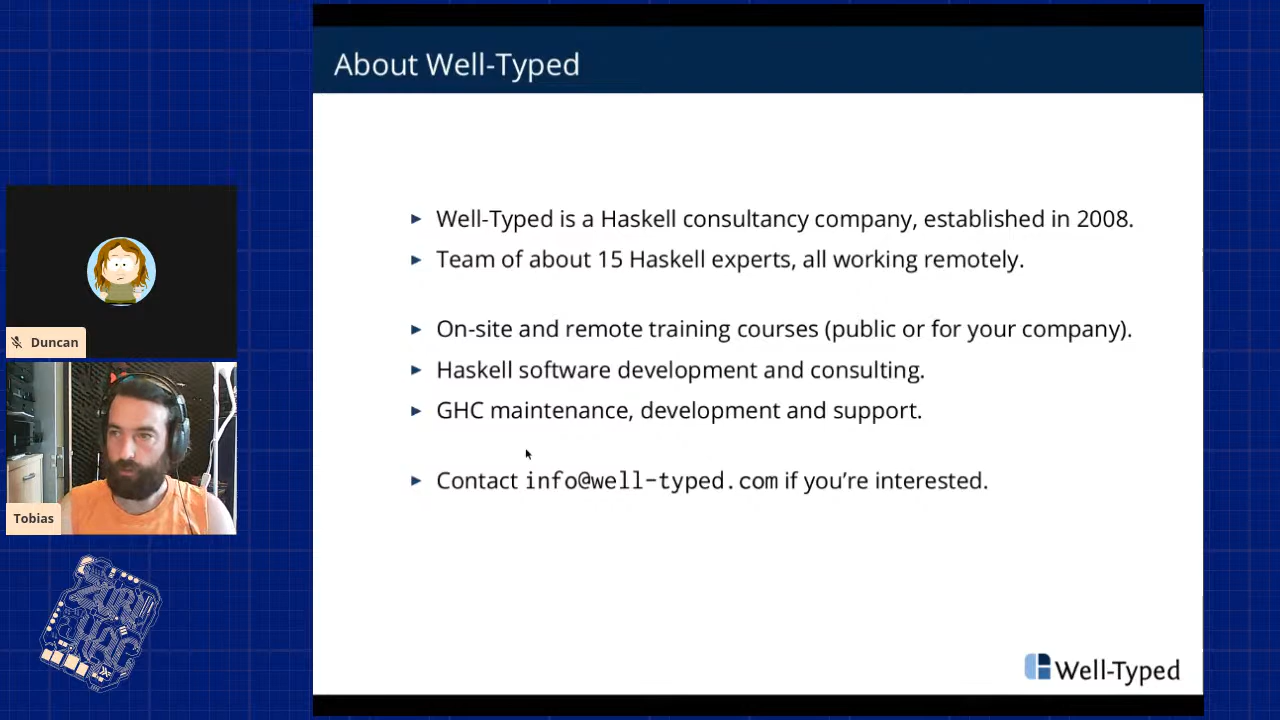 About Well-Typed
Well-Typed is a Haskell consultancy company, established in 2008.
Team of about 15 Haskell experts, all working remotely.
On-site and remote training courses (public or for your company).
Haskell software development and consulting.
GHC maintenance, development and support.
Contact info@well-typed.com if you're interested.
Well-Typed
Duncan
Tobias
ZURI
HAC